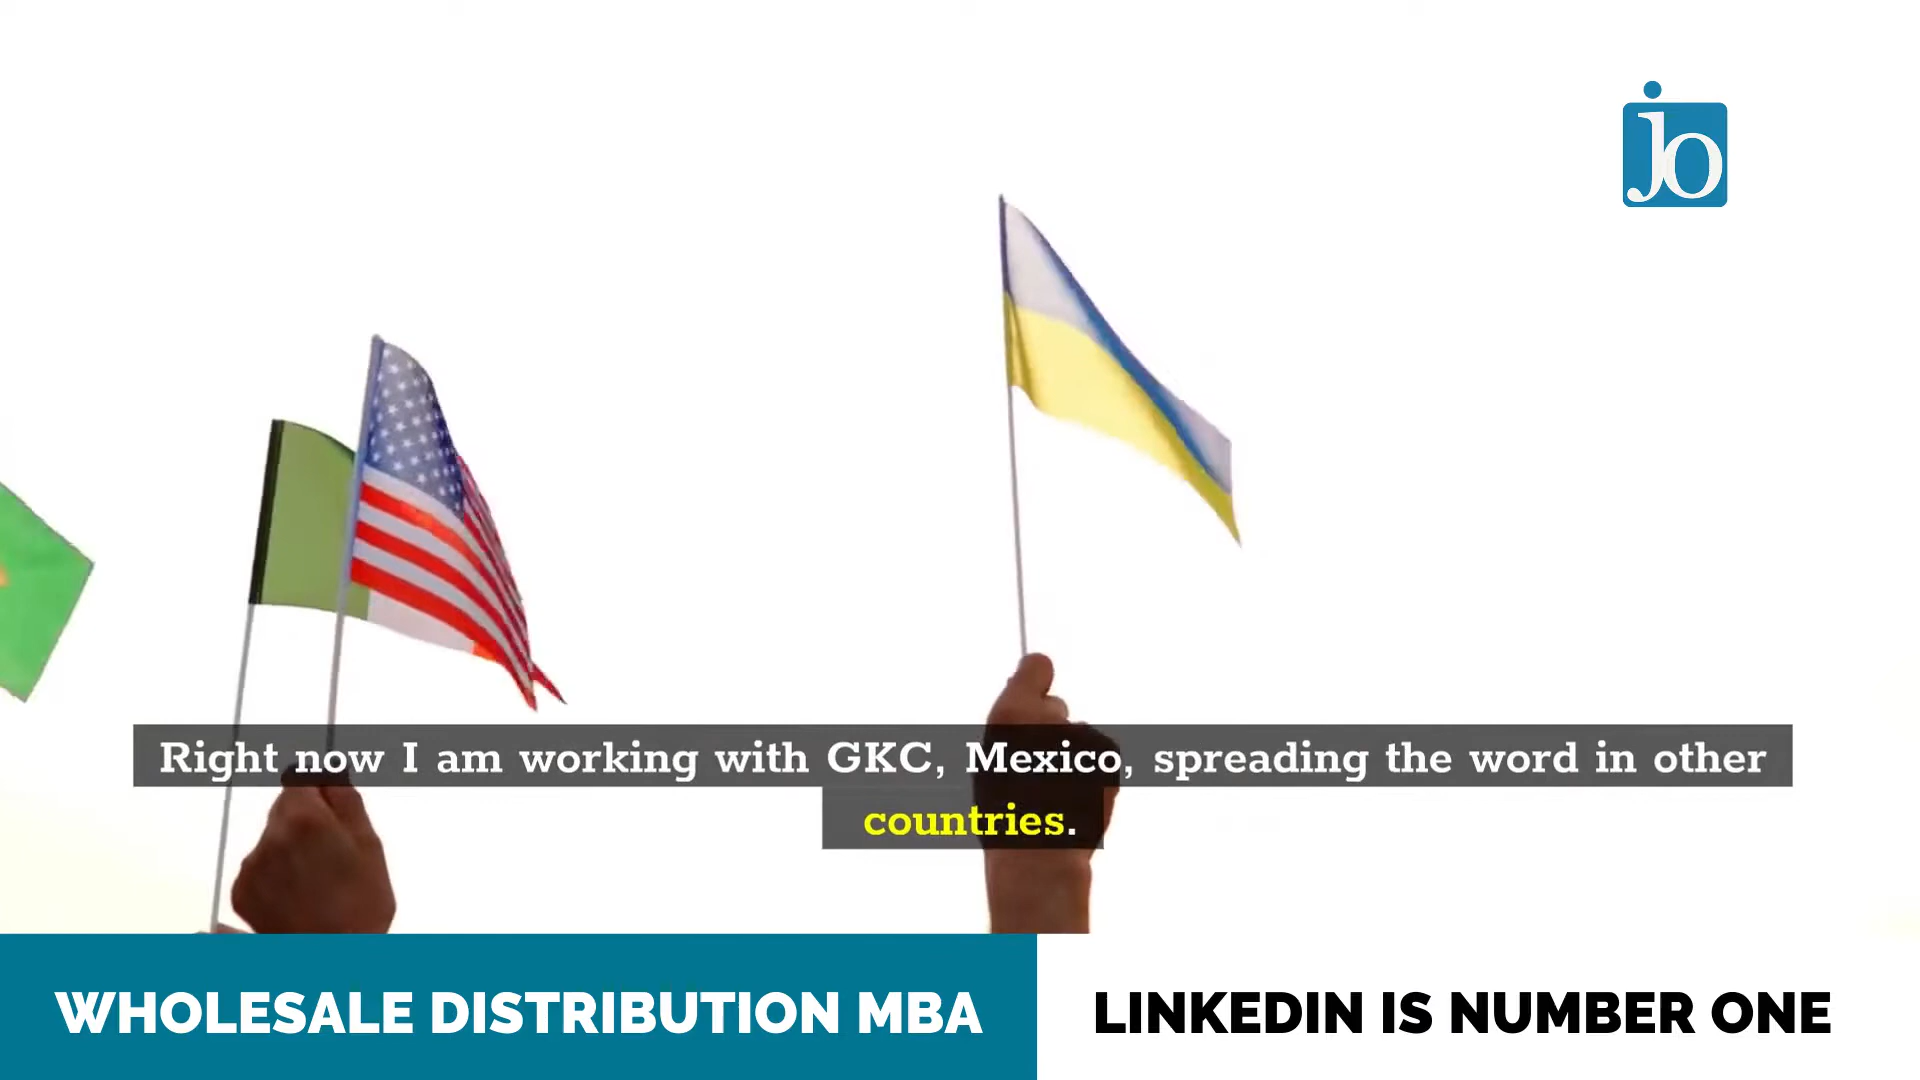 jo
Right now I am working with GKC, Mexico, spreading the word in other
countries.
WHOLESALE DISTRIBUTION MBA
LINKEDIN IS NUMBER ONE